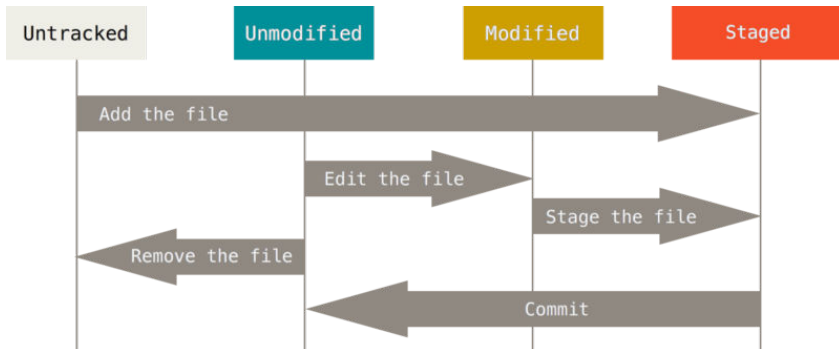 Untracked
Unmodified
Modified
Staged
Add the file
Edit the file
Stage the file
Remove the file
Commit